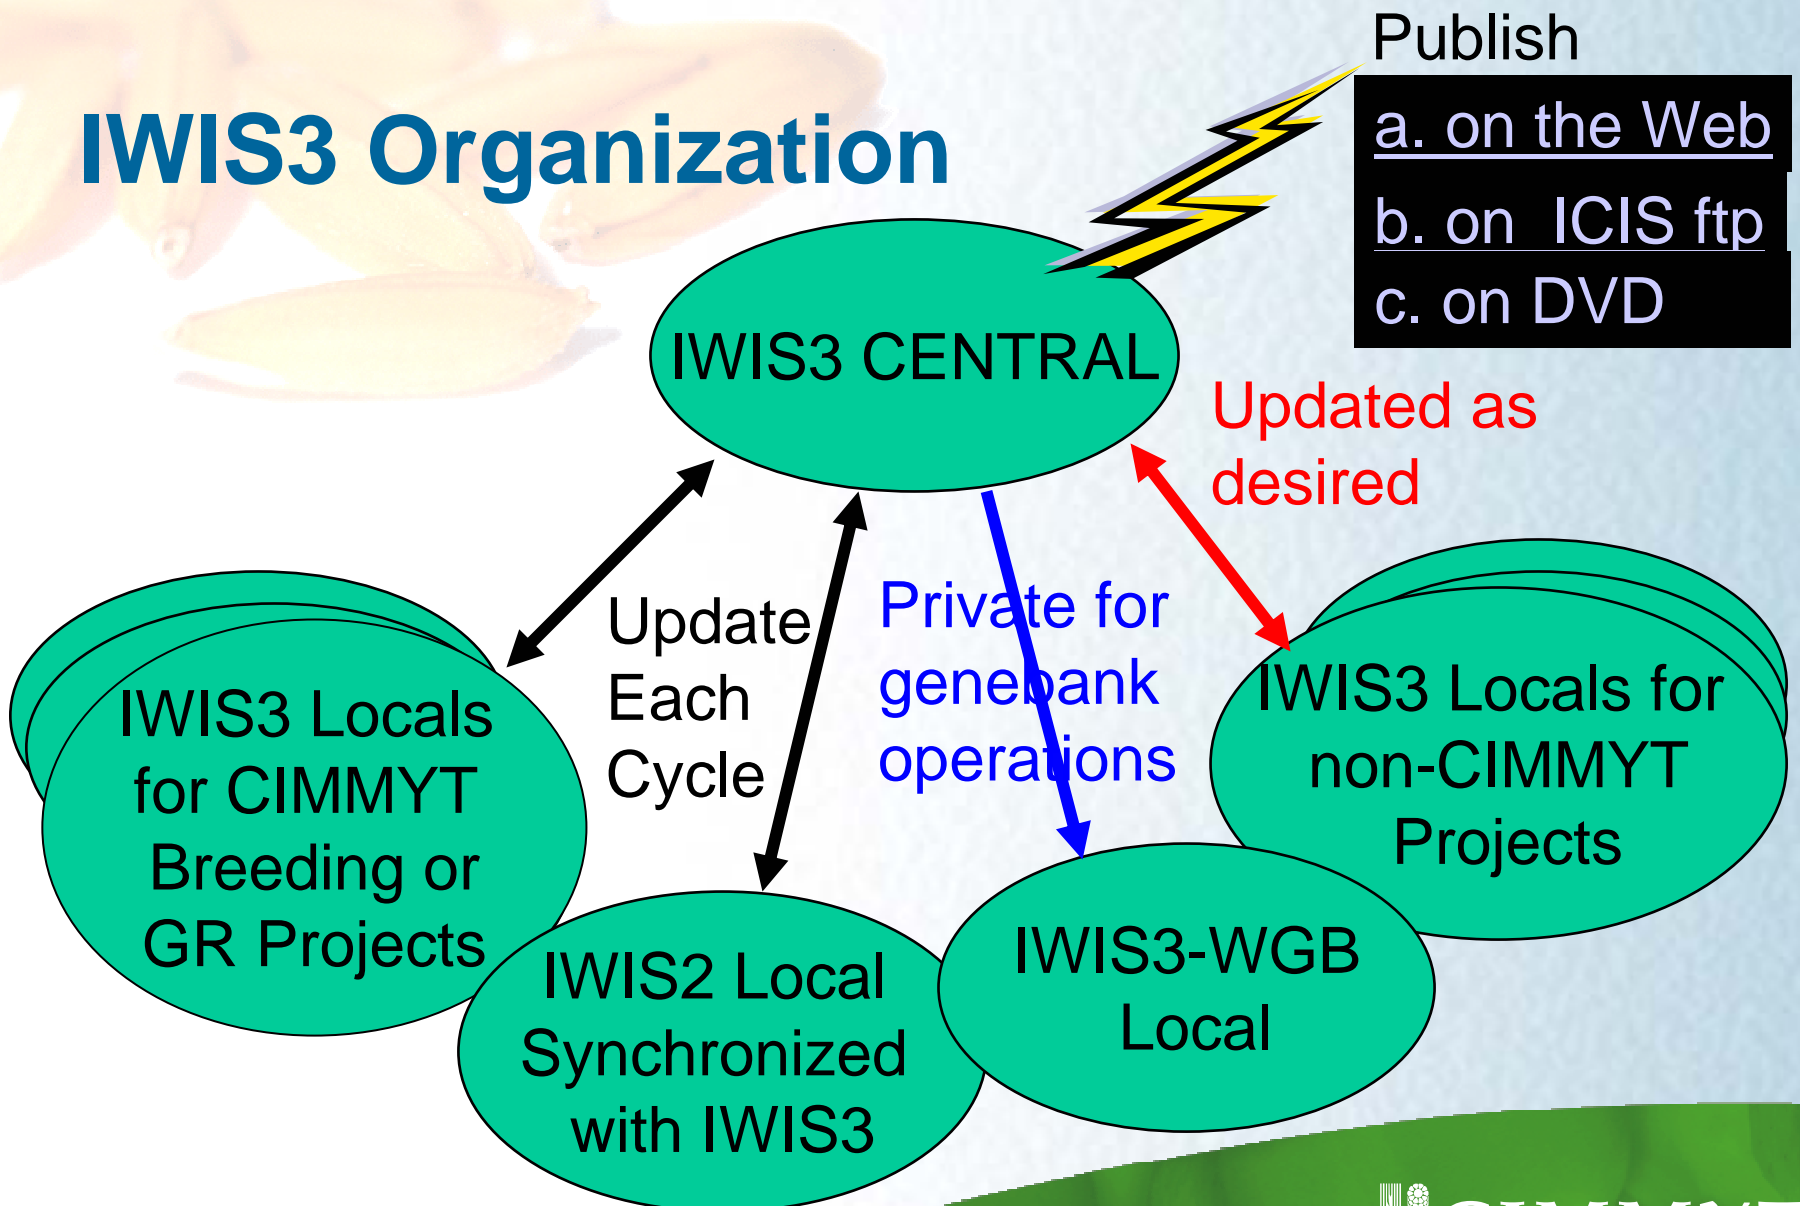 IWIS3 Organization
Publish
a. on the Web
b. on ICIS ftp
c. on DVD
IWIS3 CENTRAL
Updated as
desired
Update
Each
Cycle
Private for
genebank
operations
IWIS3 Locals
for CIMMYT
Breeding or
GR Projects
IWIS2 Local
Synchronized
with IWIS3
IWIS3-WGB
Local
IWIS3 Locals for
non-CIMMYT
Projects